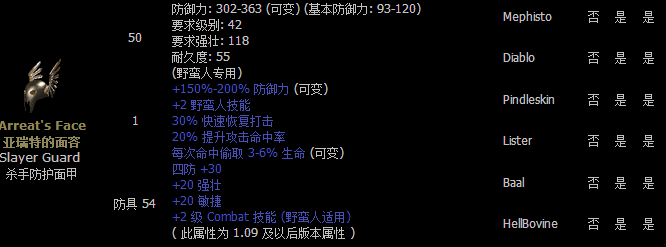 Arreat's Face
亚瑞特的面容
Slayer Guard
杀手防护面甲
50
1
防具 54
防御力: 302-363 (可变) (基本防御力: 93-120)
要求级别: 42
要求强壮: 118
耐久度: 55
(野蛮人专用)
+150%-200% 防御力 (可变)
+2 野蛮人技能
30% 快速恢复打击
20% 提升攻击命中率
每次命中偷取 3-6% 生命 (可变)
四防 +30
+20 强壮
+20 敏捷
+2 级 Combat 技能 (野蛮人适用)
( 此属性为 1.09 及以后版本属性 )
Mephisto 否 是 是
Diablo 否 是 是
Pindleskin 否 是 是
Lister 否 是 是
Baal 否 是 是
HellBovine 否 是 是